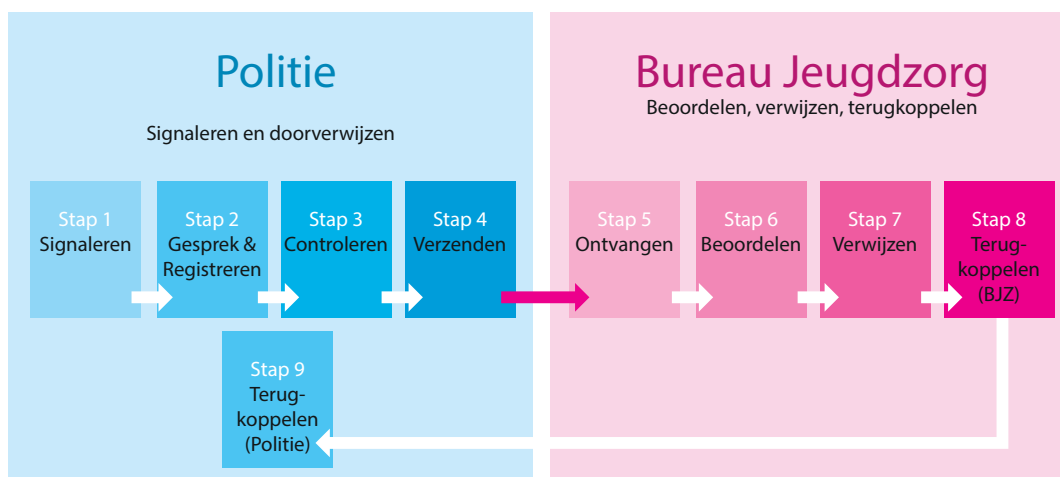 Politie
Signaleren en doorverwijzen
Stap 1
Signaleren
Stap 2
Gesprek &
Registreren
Stap 3
Controleren
Stap 4
Verzenden
Stap 9
Terug-
koppelen
(Politie)
Bureau Jeugdzorg
Beoordelen, verwijzen, terugkoppelen
Stap 5
Ontvangen
Stap 6
Beoordelen
Stap 7
Verwijzen
Stap 8
Terug-
koppelen
(BJZ)